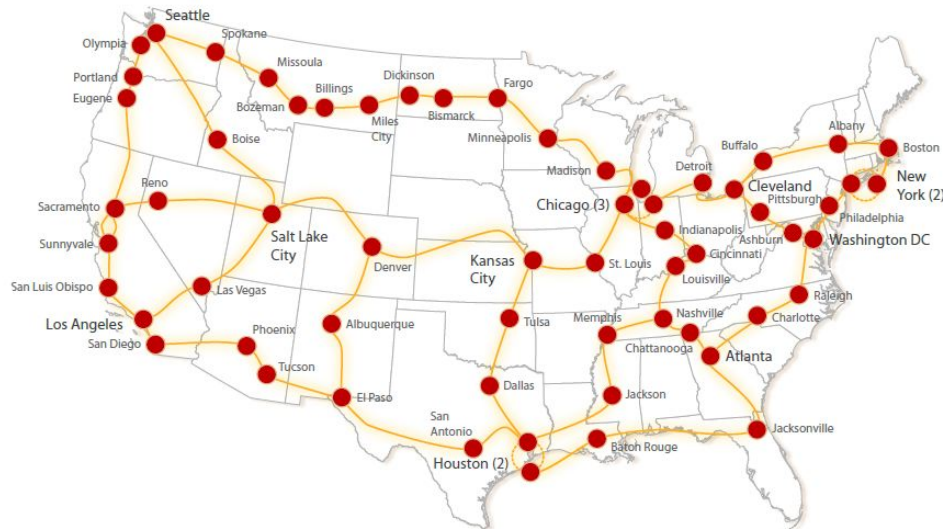 Seattle
Spokane
Olympia
Missoula
Portland
Dickinson
Fargo
Billings
Eugene
Bozeman
Miles
City
Bismarck
Minneapolis
Boise
Albany
Buffalo
Boston
Madison
Detroit
Reno
Cleveland
New
York (2)
Pittsburgh
Sacramento
Chicago (3)
Philadelphia
Salt Lake
City
Indianapolis
Ashburn
Washington DC
Sunnyvale
Kansas
City
Cincinnati
Denver
St. Louis
Louisville
San Luis Obispo
Las Vegas
Raleigh
Los Angeles
Albuquerque
Tulsa
Memphis
Nashville
Charlotte
San Diego
Phoenix
Chattanooga
Atlanta
Tucson
Dallas
Jackson
El Paso
San
Antonio
Jacksonville
Houston (2)
Baton Rouge